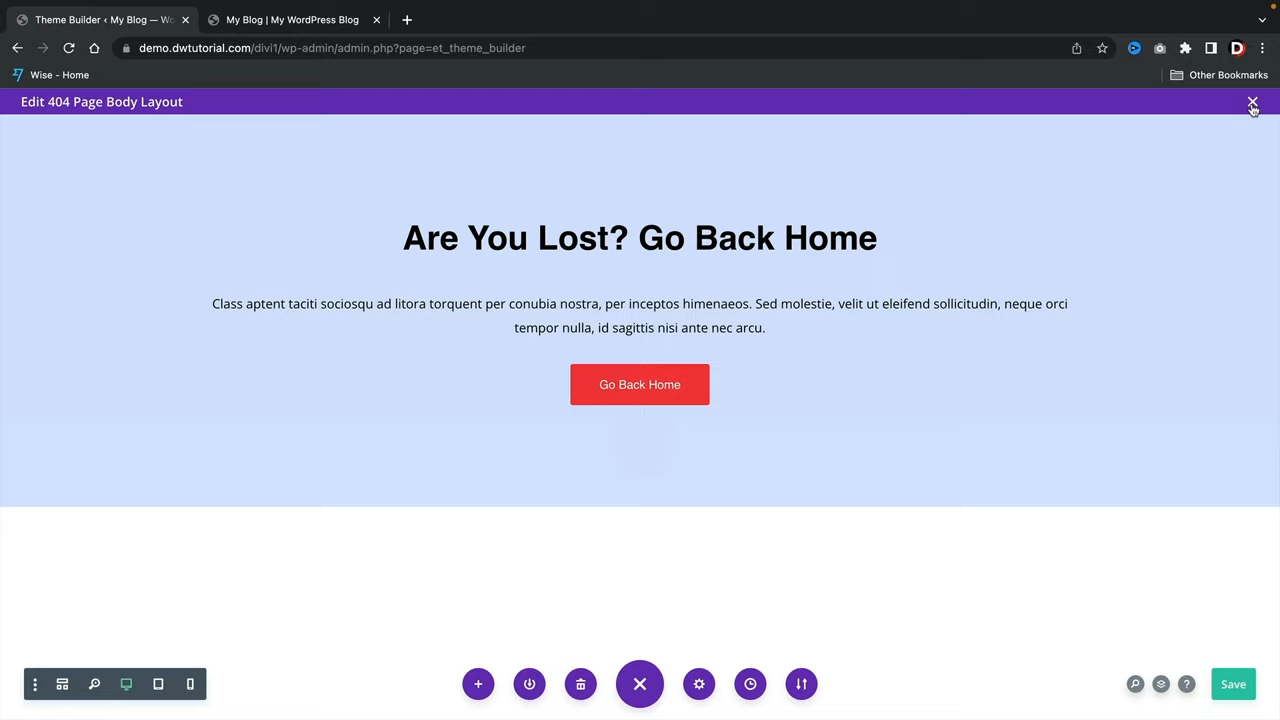 Theme Builder ‹ My Blog — Wo
My Blog | My WordPress Blog
demo.dwtutorial.com/divi1/wp-admin/admin.php?page=et_theme_builder
Wise - Home
Other Bookmarks
Edit 404 Page Body Layout
Are You Lost? Go Back Home
Class aptent taciti sociosqu ad litora torquent per conubia nostra, per inceptos himenaeos. Sed molestie, velit ut eleifend sollicitudin, neque orci
tempor nulla, id sagittis nisi ante nec arcu.
Go Back Home
Save